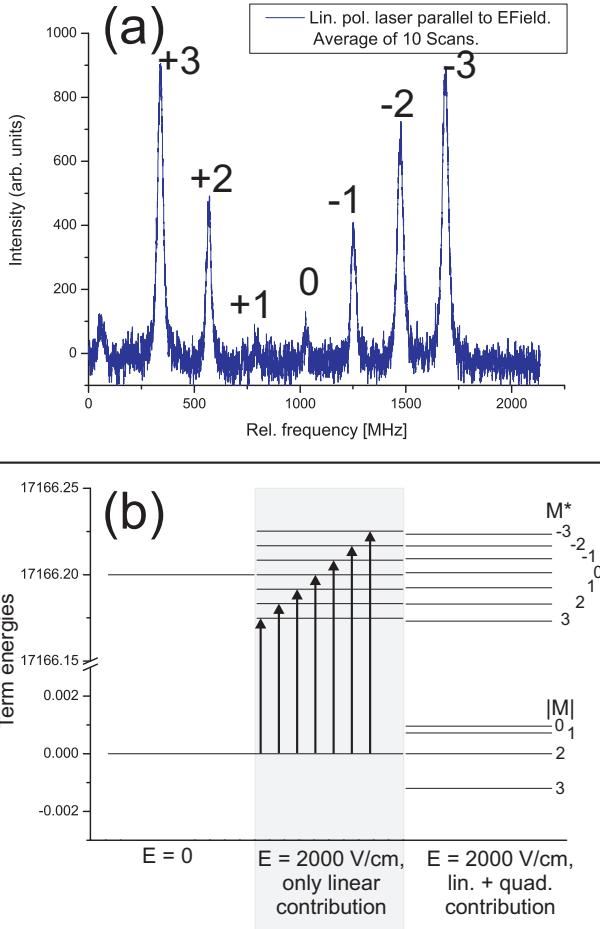 (a)
Lin. pol. laser parallel to EField.
Average of 10 Scans.
+3
+2
+1
0
-1
-2
-3
Intensity (arb. units)
1000
800
600
400
200
0
0
500
1000
1500
2000
Rel. frequency [MHz]
(b)
Term energies
17166.25
17166.20
17166.15
0.002
0.000
-0.002
M*
-3
-2
-1
0
1
2
3
|M|
0
1
2
3
E = 0
E = 2000 V/cm,
only linear
contribution
E = 2000 V/cm,
lin. + quad.
contribution